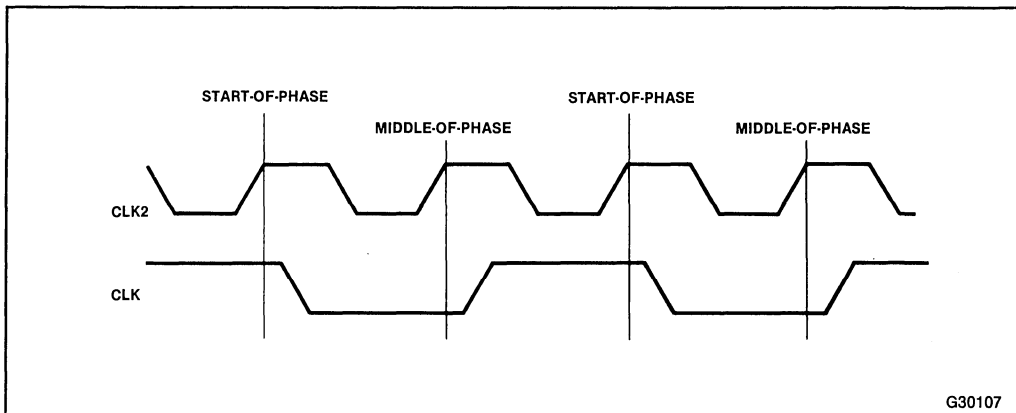 START-OF-PHASE
START-OF-PHASE
MIDDLE-OF-PHASE
MIDDLE-OF-PHASE
CLK2
CLK
G30107